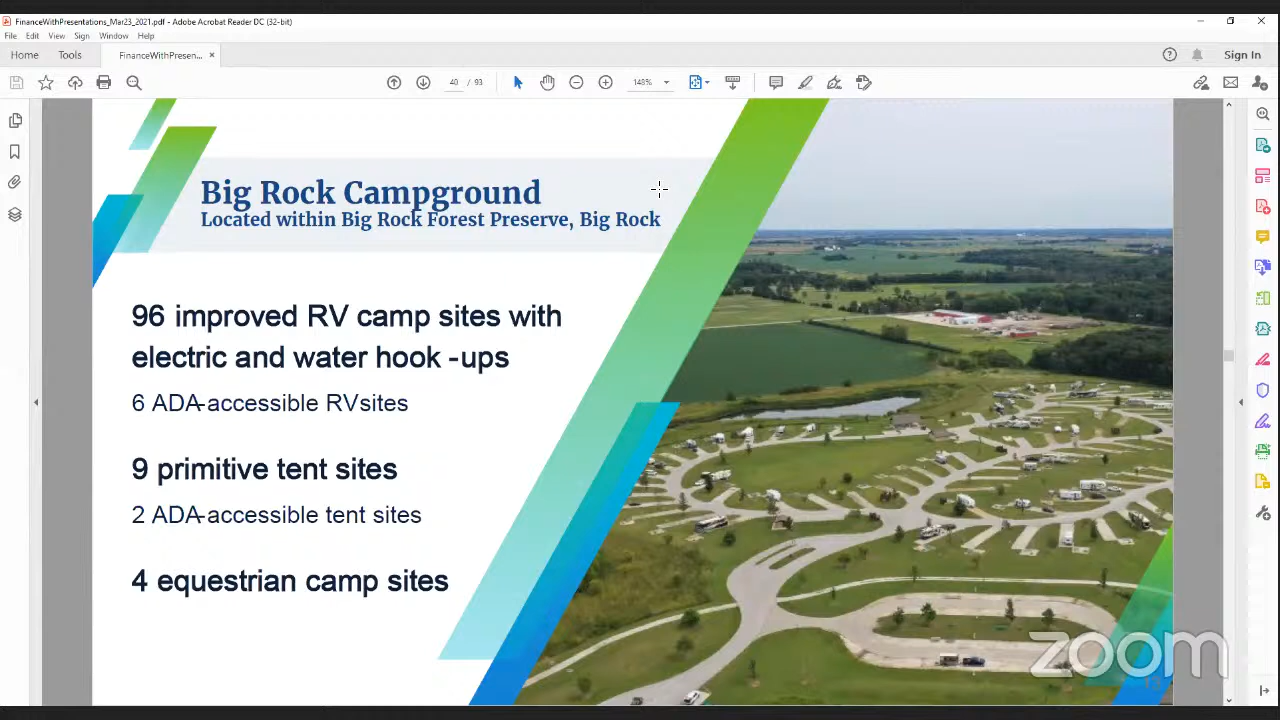 FinanceWithPresentations_Mar23_2021.pdf - Adobe Acrobat Reader DC (32-bit)
File Edit View Sign Window Help
Home Tools FinanceWithPresen... × Sign In
40 / 93 148%
Big Rock Campground
Located within Big Rock Forest Preserve, Big Rock
96 improved RV camp sites with
electric and water hook -ups
6 ADA-accessible RVsites
9 primitive tent sites
2 ADA-accessible tent sites
4 equestrian camp sites
zoom
13